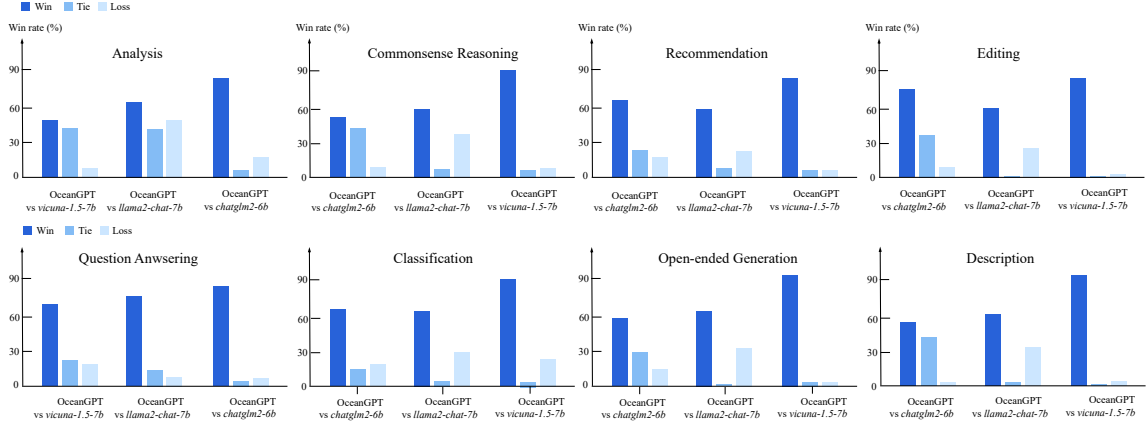 Win Tie Loss
Win rate (%) Win rate (%) Win rate (%) Win rate (%)
Analysis Commonsense Reasoning Recommendation Editing
90 90 90 90
60 60 60 60
30 30 30 30
0 0 0 0
OceanGPT OceanGPT OceanGPT OceanGPT OceanGPT OceanGPT OceanGPT OceanGPT OceanGPT OceanGPT OceanGPT OceanGPT
vs vicuna-1.5-7b vs llama2-chat-7b vs chatglm2-6b vs chatglm2-6b vs llama2-chat-7b vs vicuna-1.5-7b vs chatglm2-6b vs llama2-chat-7b vs vicuna-1.5-7b vs chatglm2-6b vs llama2-chat-7b vs vicuna-1.5-7b
Win Tie Loss
Question Anwsering Classification Open-ended Generation Description
90 90 90 90
60 60 60 60
30 30 30 30
0 0 0 0
OceanGPT OceanGPT OceanGPT OceanGPT OceanGPT OceanGPT OceanGPT OceanGPT OceanGPT OceanGPT OceanGPT OceanGPT
vs vicuna-1.5-7b vs llama2-chat-7b vs chatglm2-6b vs chatglm2-6b vs llama2-chat-7b vs vicuna-1.5-7b vs chatglm2-6b vs llama2-chat-7b vs vicuna-1.5-7b vs chatglm2-6b vs llama2-chat-7b vs vicuna-1.5-7b